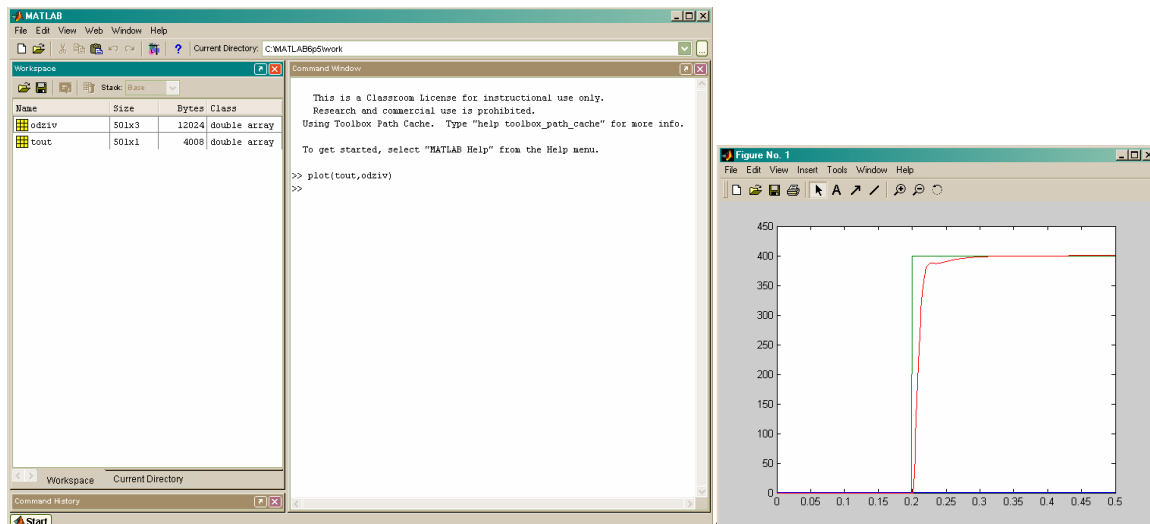 MATLAB
File Edit View Web Window Help
? Current Directory: C:\MATLAB6p5\work ...
Workspace
Stack: Base
Name Size Bytes Class
odziv 501x3 12024 double array
tout 501x1 4008 double array
Workspace Current Directory
Command History
Start
Command Window
This is a Classroom License for instructional use only.
Research and commercial use is prohibited.
Using Toolbox Path Cache. Type "help toolbox_path_cache" for more info.
To get started, select "MATLAB Help" from the Help menu.
>> plot(tout,odziv)
>>
Figure No. 1
File Edit View Insert Tools Window Help
A
450
400
350
300
250
200
150
100
50
0
0 0.05 0.1 0.15 0.2 0.25 0.3 0.35 0.4 0.45 0.5